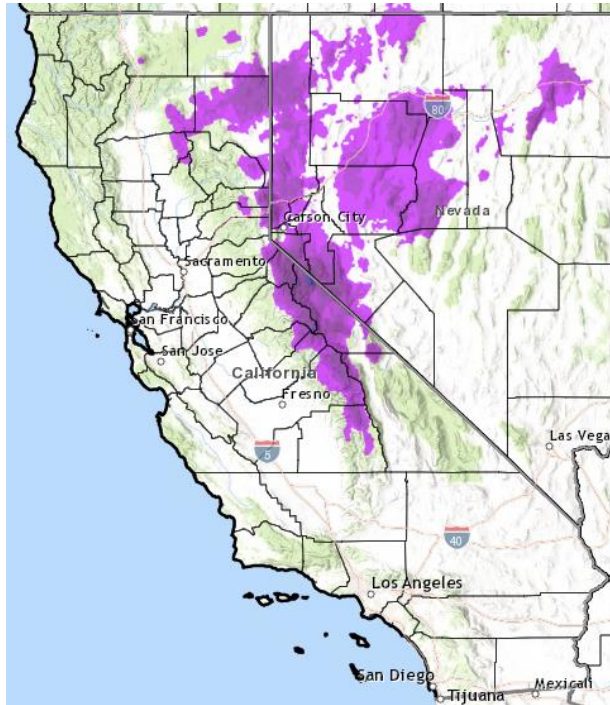 80
Carson City
Nevada
Sacramento
San Francisco
San Jose
California
Fresno
5
Las Vega
40
Los Angeles
San Diego
Mexicali
Tijuana